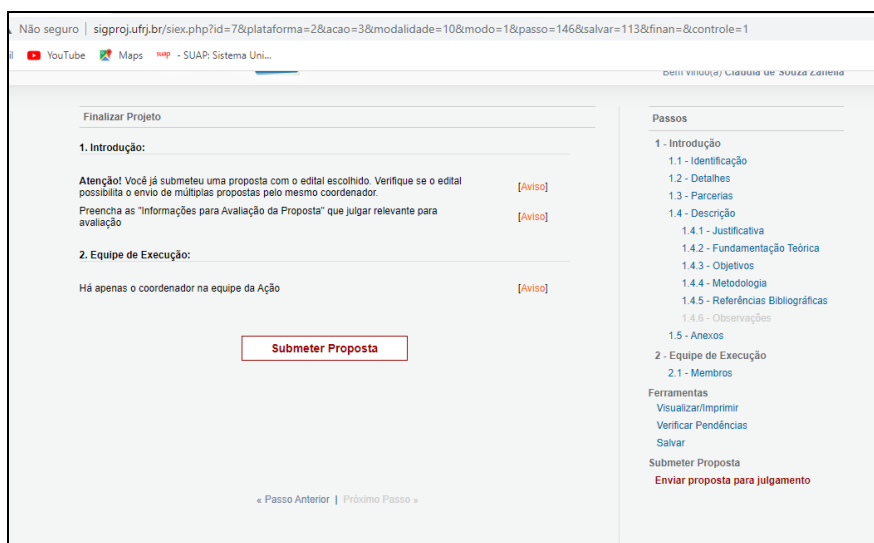 Não seguro | sigproj.ufrj.br/siex.php?id=7&plataforma=2&acao=3&modalidade=10&modo=1&passo=146&salvar=113&finan=&controle=1
il YouTube Maps suap - SUAP: Sistema Uni...
Bem vindo(a) Claudia de Souza Zanella
Finalizar Projeto
1. Introdução:
Atenção! Você já submeteu uma proposta com o edital escolhido. Verifique se o edital
possibilita o envio de múltiplas propostas pelo mesmo coordenador.
[Aviso]
Preencha as "Informações para Avaliação da Proposta" que julgar relevante para
avaliação
[Aviso]
2. Equipe de Execução:
Há apenas o coordenador na equipe da Ação [Aviso]
Submeter Proposta
« Passo Anterior | Próximo Passo »
Passos
1 - Introdução
1.1 - Identificação
1.2 - Detalhes
1.3 - Parcerias
1.4 - Descrição
1.4.1 - Justificativa
1.4.2 - Fundamentação Teórica
1.4.3 - Objetivos
1.4.4 - Metodologia
1.4.5 - Referências Bibliográficas
1.4.6 - Observações
1.5 - Anexos
2 - Equipe de Execução
2.1 - Membros
Ferramentas
Visualizar/Imprimir
Verificar Pendências
Salvar
Submeter Proposta
Enviar proposta para julgamento